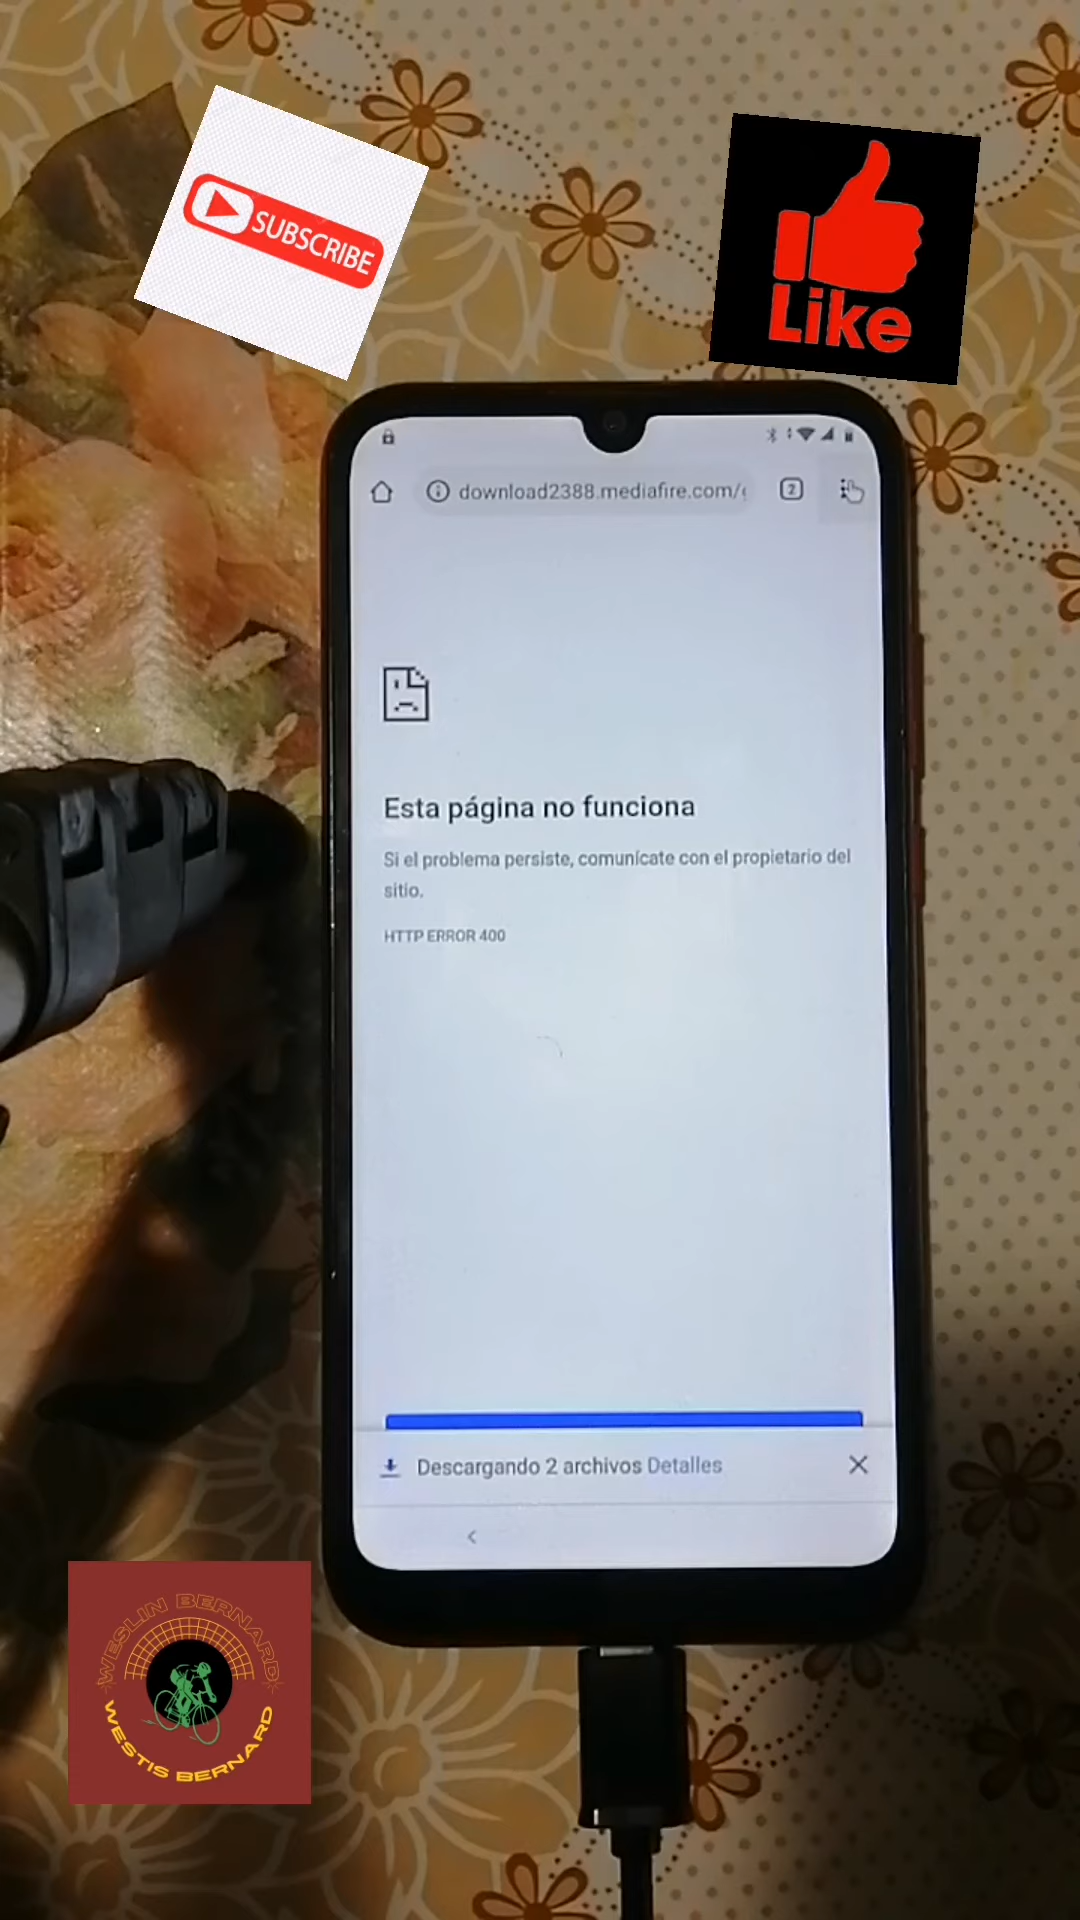 SUBSCRIBE
Like
download2388.mediafire.com/
2
Esta página no funciona
Si el problema persiste, comunícate con el propietario del
sitio.
HTTP ERROR 400
Descargando 2 archivos Detalles
WESLIN BERNARD
WESTIS BERNARD